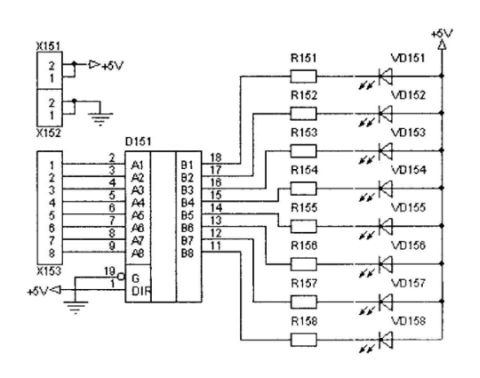 +5V
X151
2
1
+5V
2
1
X152
R151
VD151
R152
VD152
R153
VD153
R154
VD154
R155
VD155
R156
VD156
R157
VD157
R158
VD158
D151
1 2 A1 B1 18
2 3 A2 B2 17
3 4 A3 B3 16
4 5 A4 B4 15
5 6 A5 B5 14
6 7 A6 B6 13
7 8 A7 B7 12
8 9 A8 B8 11
X153
19 G
+5V 1 DIR